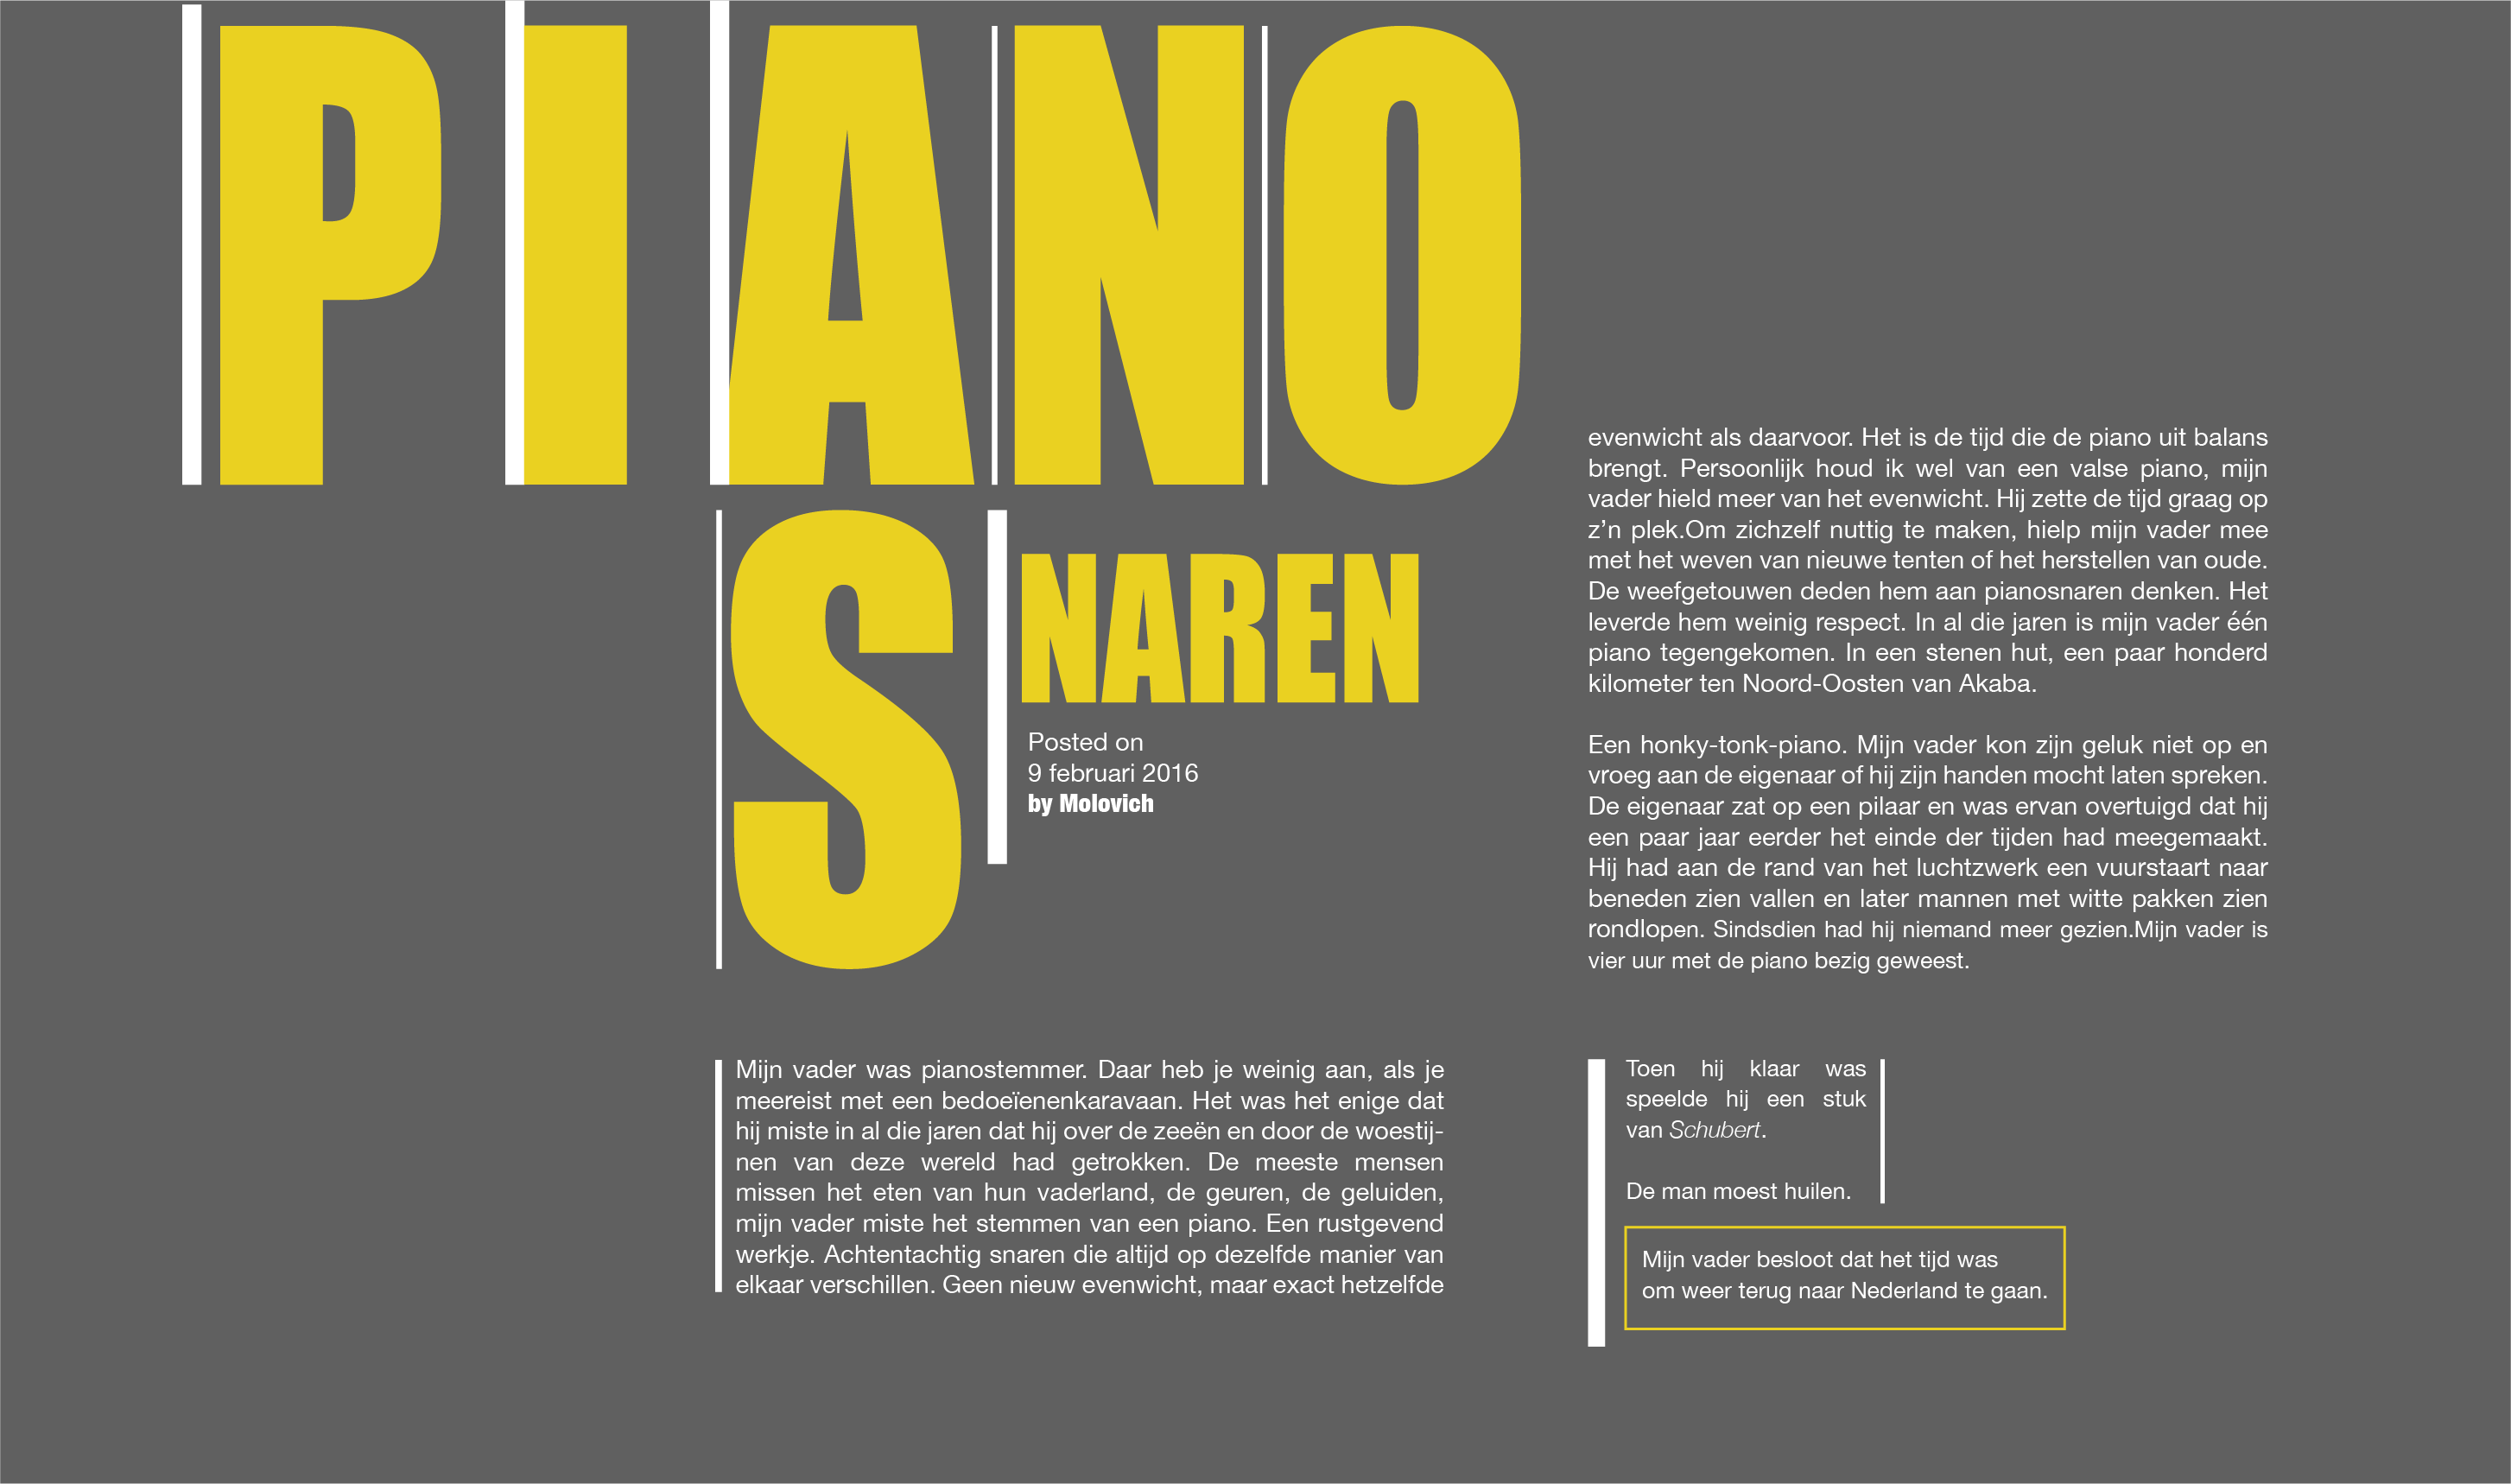 PIANO
SNAREN
Posted on
9 februari 2016
by Molovich
Mijn vader was pianostemmer. Daar heb je weinig aan, als je
meereist met een bedoeïenenkaravaan. Het was het enige dat
hij miste in al die jaren dat hij over de zeeën en door de woestij-
nen van deze wereld had getrokken. De meeste mensen
missen het eten van hun vaderland, de geuren, de geluiden,
mijn vader miste het stemmen van een piano. Een rustgevend
werkje. Achtentachtig snaren die altijd op dezelfde manier van
elkaar verschillen. Geen nieuw evenwicht, maar exact hetzelfde
evenwicht als daarvoor. Het is de tijd die de piano uit balans
brengt. Persoonlijk houd ik wel van een valse piano, mijn
vader hield meer van het evenwicht. Hij zette de tijd graag op
z’n plek.Om zichzelf nuttig te maken, hielp mijn vader mee
met het weven van nieuwe tenten of het herstellen van oude.
De weefgetouwen deden hem aan pianosnaren denken. Het
leverde hem weinig respect. In al die jaren is mijn vader één
piano tegengekomen. In een stenen hut, een paar honderd
kilometer ten Noord-Oosten van Akaba.
Een honky-tonk-piano. Mijn vader kon zijn geluk niet op en
vroeg aan de eigenaar of hij zijn handen mocht laten spreken.
De eigenaar zat op een pilaar en was ervan overtuigd dat hij
een paar jaar eerder het einde der tijden had meegemaakt.
Hij had aan de rand van het luchtzwerk een vuurstaart naar
beneden zien vallen en later mannen met witte pakken zien
rondlopen. Sindsdien had hij niemand meer gezien.Mijn vader is
vier uur met de piano bezig geweest.
Toen hij klaar was
speelde hij een stuk
van Schubert.
De man moest huilen.
Mijn vader besloot dat het tijd was
om weer terug naar Nederland te gaan.